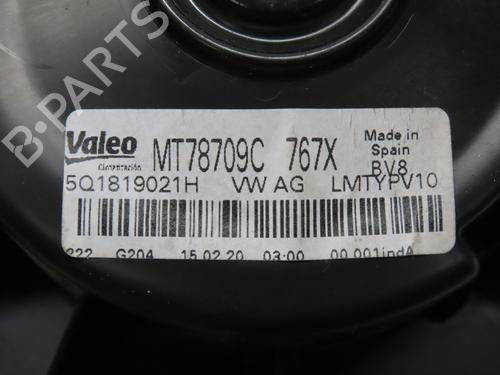 B-PARTS
Valeo MT78709C 767X Made in Spain
Climatización BV8
5Q1819021H VW AG LMTYPV10
222 G204 15.02.20 03:00 00.001indA